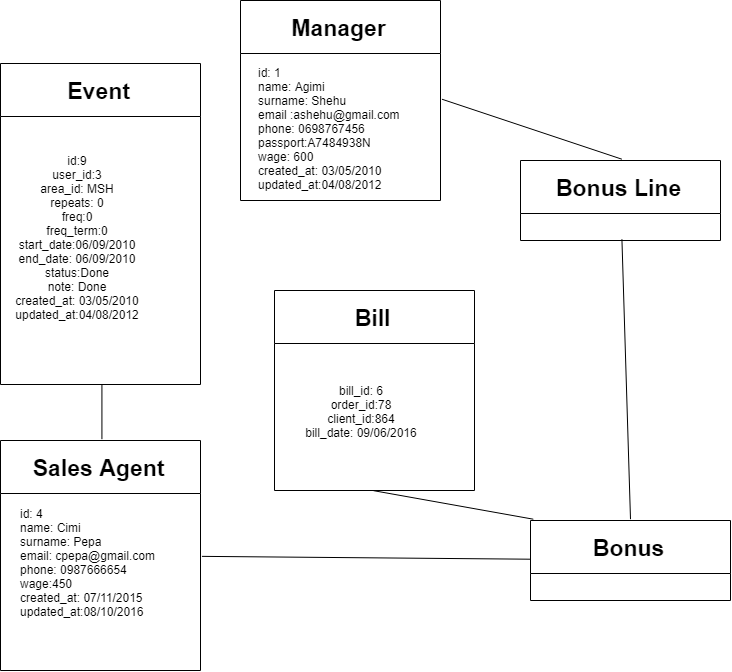 Manager
id: 1
name: Agimi
surname: Shehu
email :ashehu@gmail.com
phone: 0698767456
passport:A7484938N
wage: 600
created_at: 03/05/2010
updated_at:04/08/2012
Event
id:9
user_id:3
area_id: MSH
repeats: 0
freq:0
freq_term:0
start_date:06/09/2010
end_date: 06/09/2010
status:Done
note: Done
created_at: 03/05/2010
updated_at:04/08/2012
Bonus Line
Bill
bill_id: 6
order_id:78
client_id:864
bill_date: 09/06/2016
Sales Agent
id: 4
name: Cimi
surname: Pepa
email: cpepa@gmail.com
phone: 0987666654
wage:450
created_at: 07/11/2015
updated_at:08/10/2016
Bonus